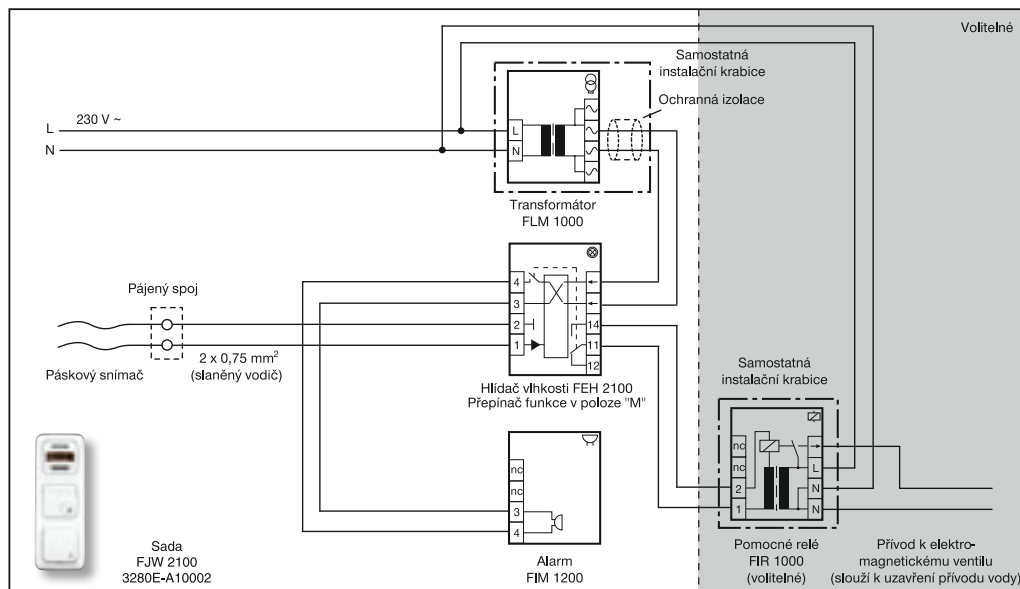 Volitelné
Samostatná
instalační krabice
Ochranná izolace
L
230 V ~
N
L
N
Transformátor
FLM 1000
Pájený spoj
4
3
2
1
14
11
12
2 x 0,75 mm²
(slaněný vodič)
Páskový snímač
Hlídač vlhkosti FEH 2100
Přepínač funkce v poloze "M"
Samostatná
instalační krabice
nc
nc
3
4
nc
nc
2
1
L
N
N
Sada
FJW 2100
3280E-A10002
Alarm
FIM 1200
Pomocné relé
FIR 1000
(volitelné)
Přívod k elektro-
magnetickému ventilu
(slouží k uzavření přívodu vody)